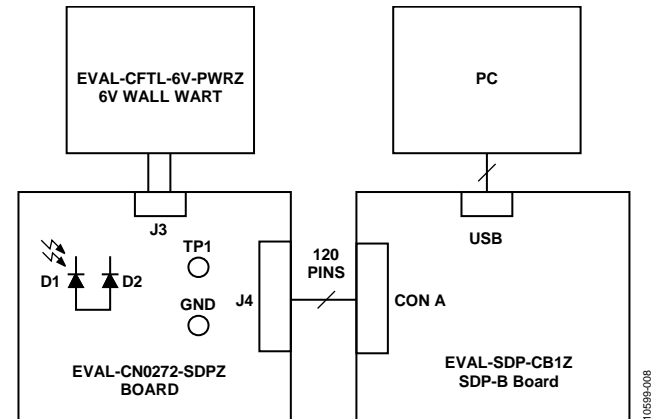 EVAL-CFTL-6V-PWRZ
6V WALL WART
PC
J3
USB
TP1
D1
D2
GND
J4
120
PINS
CON A
EVAL-CN0272-SDPZ
BOARD
EVAL-SDP-CB1Z
SDP-B Board
10599-008